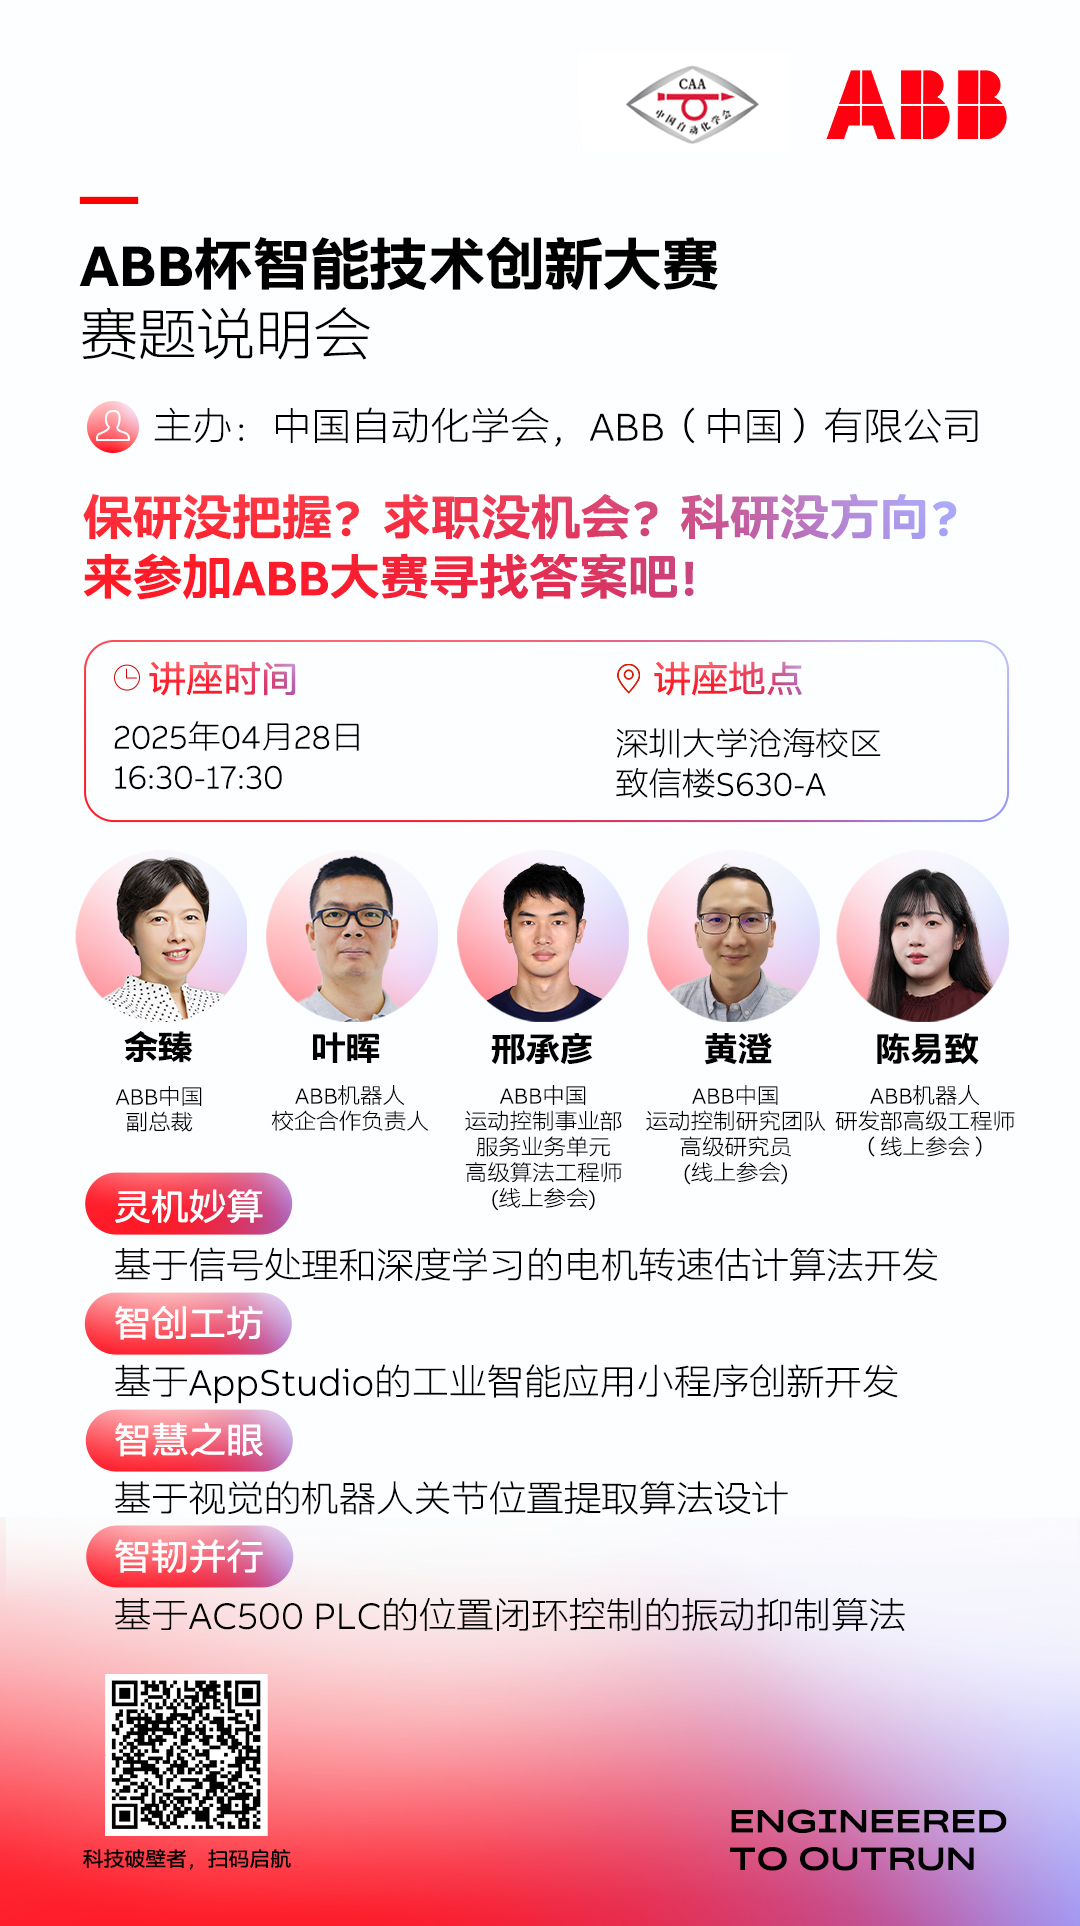 CAA
中国自动化学会
ABB
ABB杯智能技术创新大赛
赛题说明会
主办：中国自动化学会，ABB（中国）有限公司
保研没把握？求职没机会？科研没方向？
来参加ABB大赛寻找答案吧！
讲座时间
2025年04月28日
16:30-17:30
讲座地点
深圳大学沧海校区
致信楼S630-A
余臻
ABB中国
副总裁
叶晖
ABB机器人
校企合作负责人
邢承彦
ABB中国
运动控制事业部
服务业务单元
高级算法工程师
(线上参会)
黄澄
ABB中国
运动控制研究团队
高级研究员
(线上参会)
陈易致
ABB机器人
研发部高级工程师
（线上参会）
灵机妙算
基于信号处理和深度学习的电机转速估计算法开发
智创工坊
基于AppStudio的工业智能应用小程序创新开发
智慧之眼
基于视觉的机器人关节位置提取算法设计
智韧并行
基于AC500 PLC的位置闭环控制的振动抑制算法
科技破壁者，扫码启航
ENGINEERED
TO OUTRUN